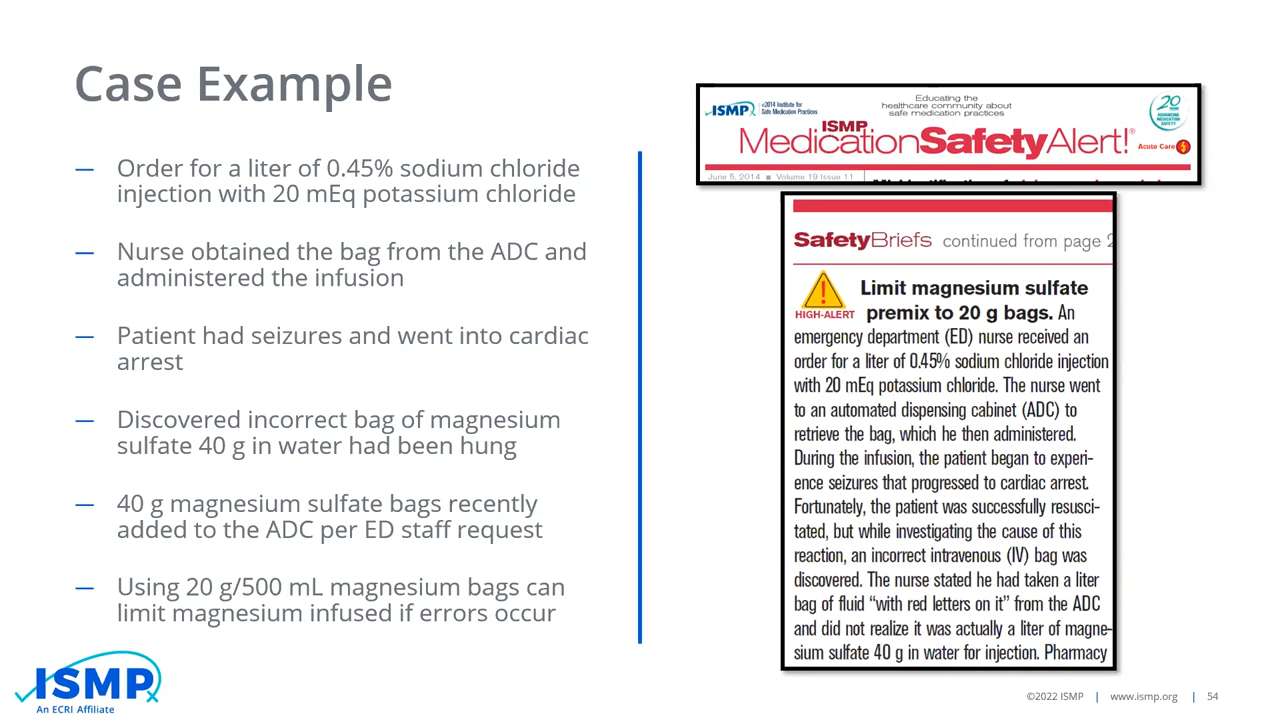 Case Example
— Order for a liter of 0.45% sodium chloride
injection with 20 mEq potassium chloride
— Nurse obtained the bag from the ADC and
administered the infusion
— Patient had seizures and went into cardiac
arrest
— Discovered incorrect bag of magnesium
sulfate 40 g in water had been hung
— 40 g magnesium sulfate bags recently
added to the ADC per ED staff request
— Using 20 g/500 mL magnesium bags can
limit magnesium infused if errors occur
ISMP
An ECRI Affiliate
ISMP
©2014 Institute for
Safe Medication Practices
Educating the
healthcare community about
safe medication practices
20
YEARS
ADVANCING
MEDICATION
SAFETY
ISMP
MedicationSafetyAlert!®
Acute Care
June 5, 2014 ■ Volume 19 Issue 11
SafetyBriefs continued from page 2
HIGH-ALERT
Limit magnesium sulfate
premix to 20 g bags. An
emergency department (ED) nurse received an
order for a liter of 0.45% sodium chloride injection
with 20 mEq potassium chloride. The nurse went
to an automated dispensing cabinet (ADC) to
retrieve the bag, which he then administered.
During the infusion, the patient began to experi-
ence seizures that progressed to cardiac arrest.
Fortunately, the patient was successfully resusci-
tated, but while investigating the cause of this
reaction, an incorrect intravenous (IV) bag was
discovered. The nurse stated he had taken a liter
bag of fluid “with red letters on it” from the ADC
and did not realize it was actually a liter of magne-
sium sulfate 40 g in water for injection. Pharmacy
©2022 ISMP | www.ismp.org | 54